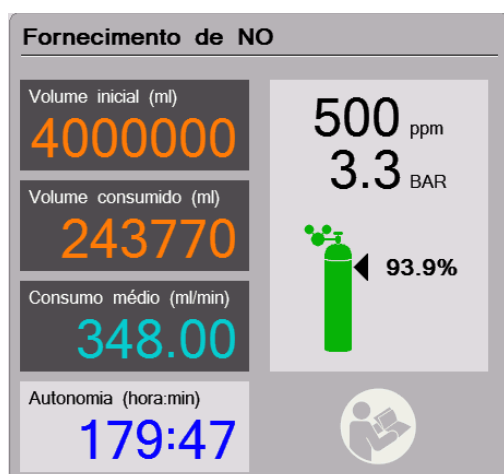 Fornecimento de NO
Volume inicial (ml)
4000000
Volume consumido (ml)
243770
Consumo médio (ml/min)
348.00
Autonomia (hora:min)
179:47
500 ppm
3.3 BAR
93.9%